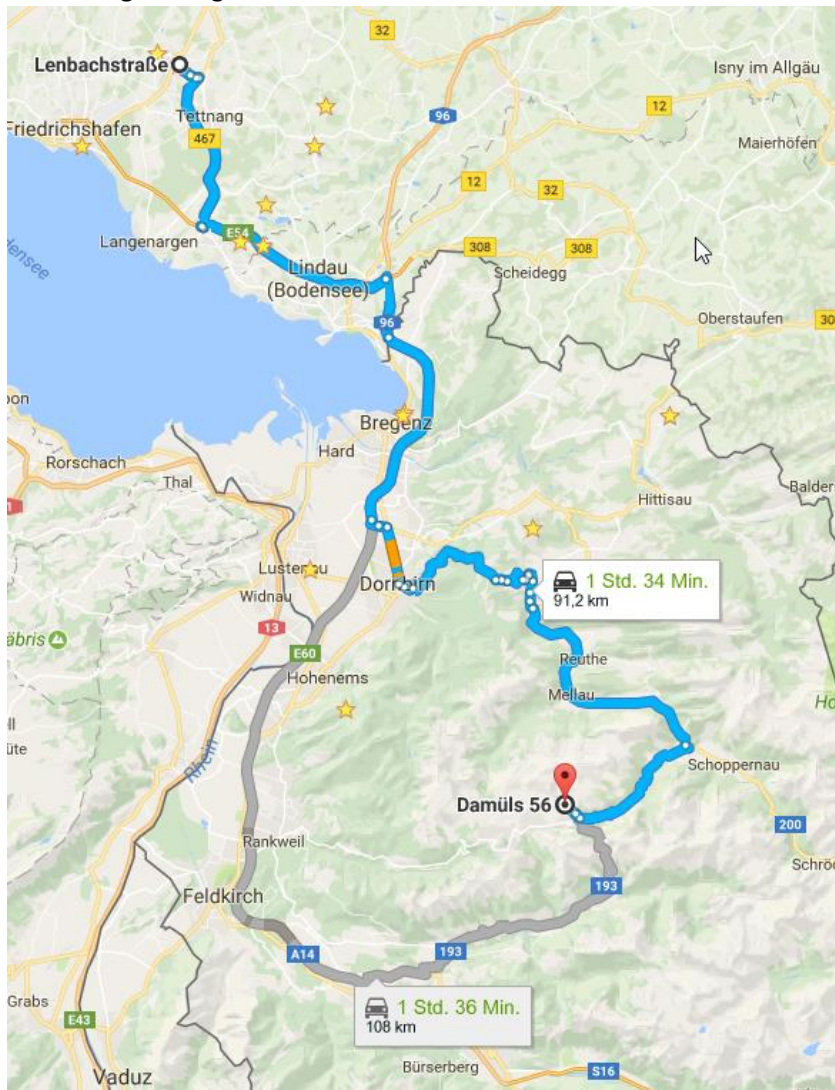 32
Lenbachstraße
Isny im Allgäu
Tettnang
96
12
Friedrichshafen
467
Maierhöfen
12
32
E54
Langenargen
308
308
Lindau
(Bodensee)
Scheidegg
96
Oberstaufen
Bregenz
Hard
Rorschach
Thal
Hittisau
Lustenau
Dornbirn
1 Std. 34 Min.
91,2 km
Widnau
13
E60
Reuthe
Hohenems
Mellau
Rhein
Schoppernau
Damüls 56
200
Rankweil
193
Feldkirch
A14
193
1 Std. 36 Min.
108 km
Grabs
E43
Bürserberg
S16
Vaduz